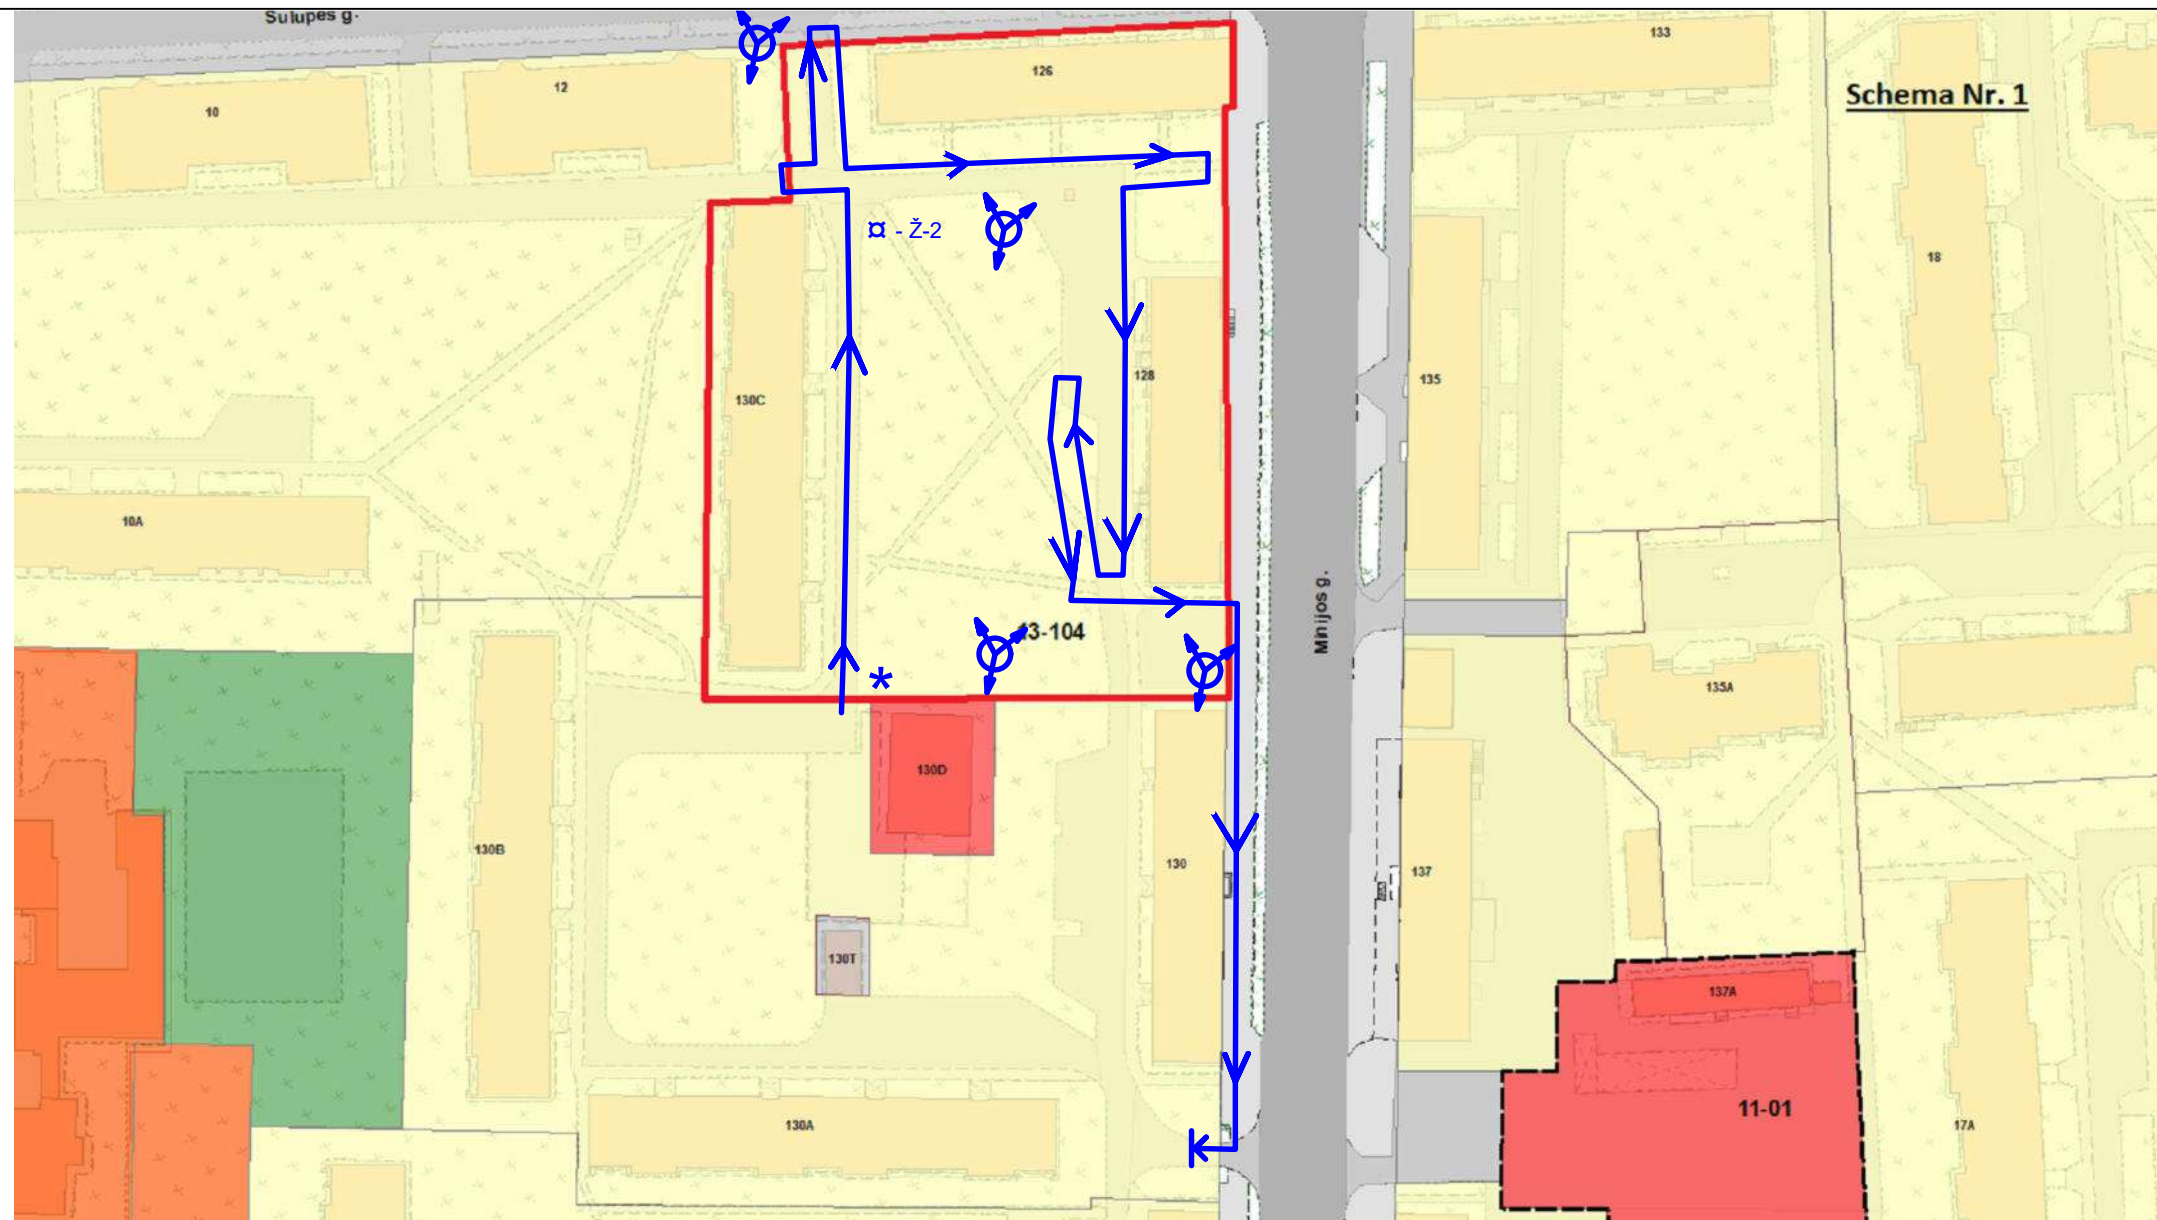 Sulupės g.
133
126
12
Schema Nr. 1
10
¤ - Ž-2
18
128
135
130C
10A
Minijos g.
13-104
*
135A
130D
130B
130
137
130T
137A
11-01
130A
17A